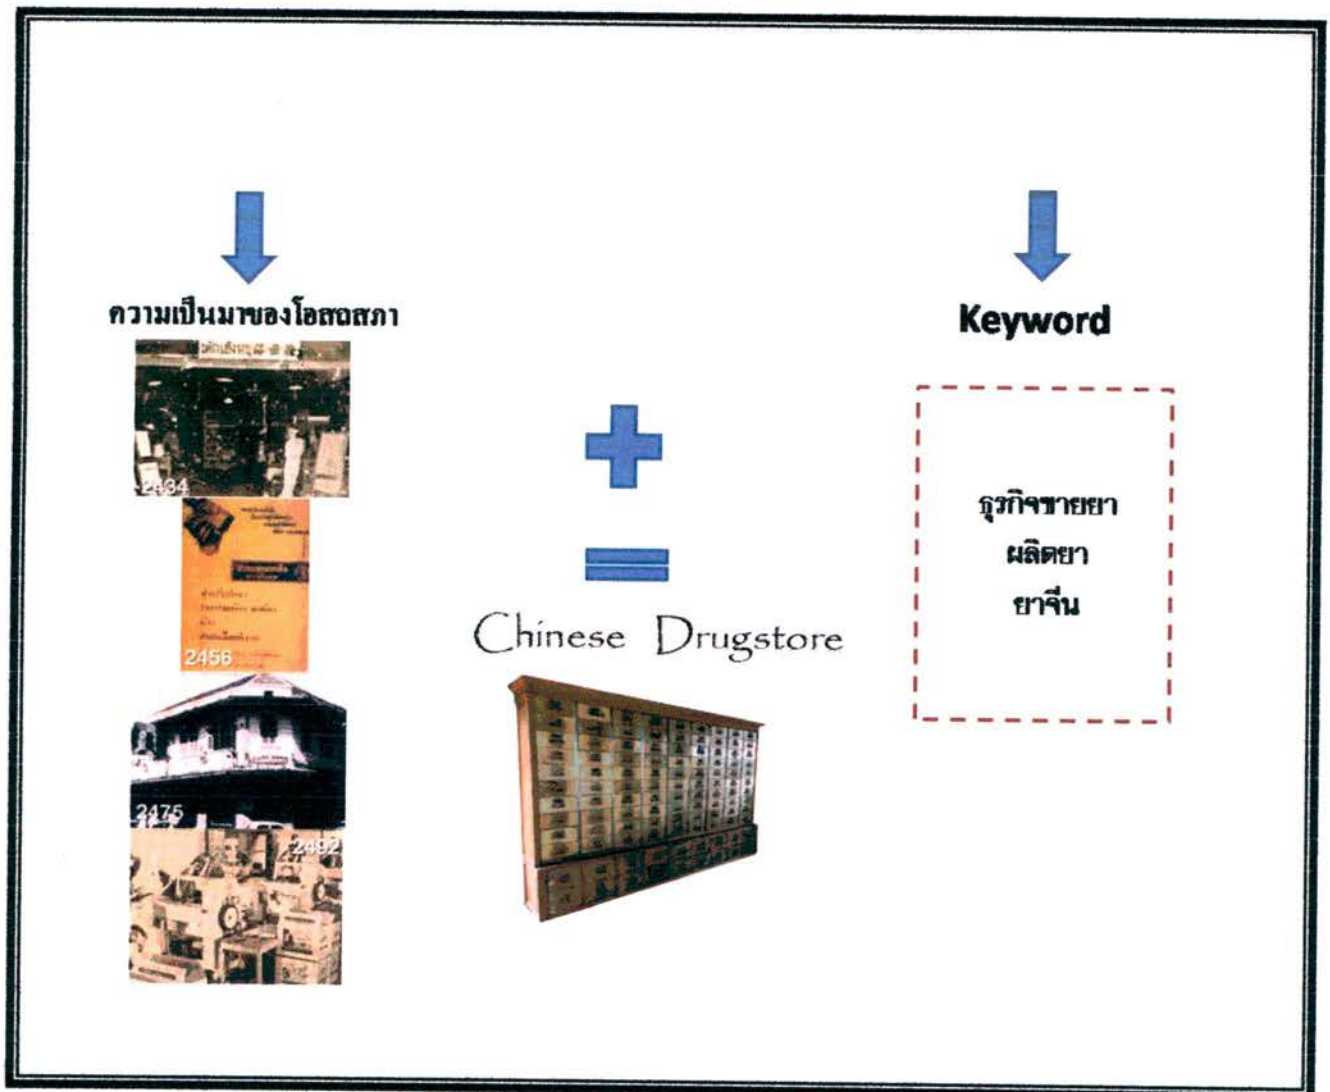 ความเป็นมาของโอสถสภา
2434
2456
2475
2492
Chinese Drugstore
Keyword
ธุรกิจขายยา
ผลิตยา
ยาจีน